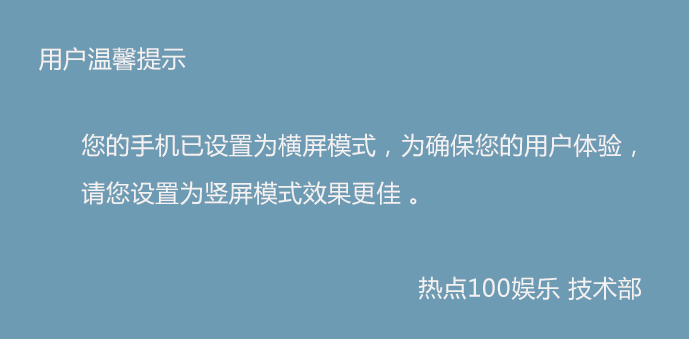 用户温馨提示
您的手机已设置为横屏模式，为确保您的用户体验，
请您设置为竖屏模式效果更佳。
热点100娱乐 技术部